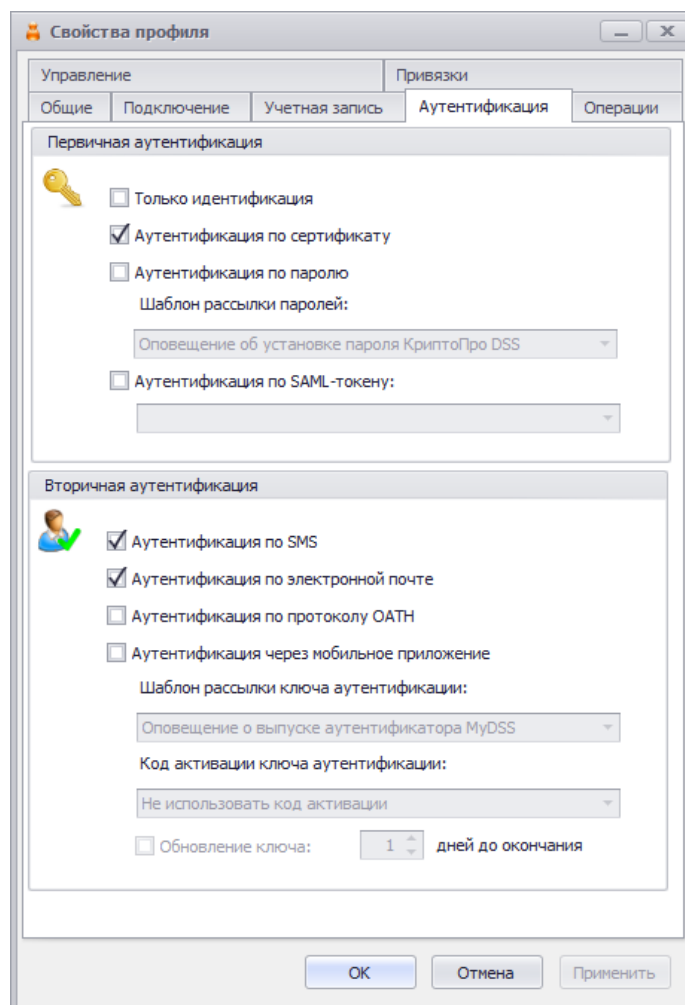 Свойства профиля
Управление
Привязки
Общие
Подключение
Учетная запись
Аутентификация
Операции
Первичная аутентификация
Только идентификация
Аутентификация по сертификату
Аутентификация по паролю
Шаблон рассылки паролей:
Оповещение об установке пароля КриптоПро DSS
Аутентификация по SAML-токену:
Вторичная аутентификация
Аутентификация по SMS
Аутентификация по электронной почте
Аутентификация по протоколу OATH
Аутентификация через мобильное приложение
Шаблон рассылки ключа аутентификации:
Оповещение о выпуске аутентификатора MyDSS
Код активации ключа аутентификации:
Не использовать код активации
Обновление ключа: 1 дней до окончания
OK
Отмена
Применить